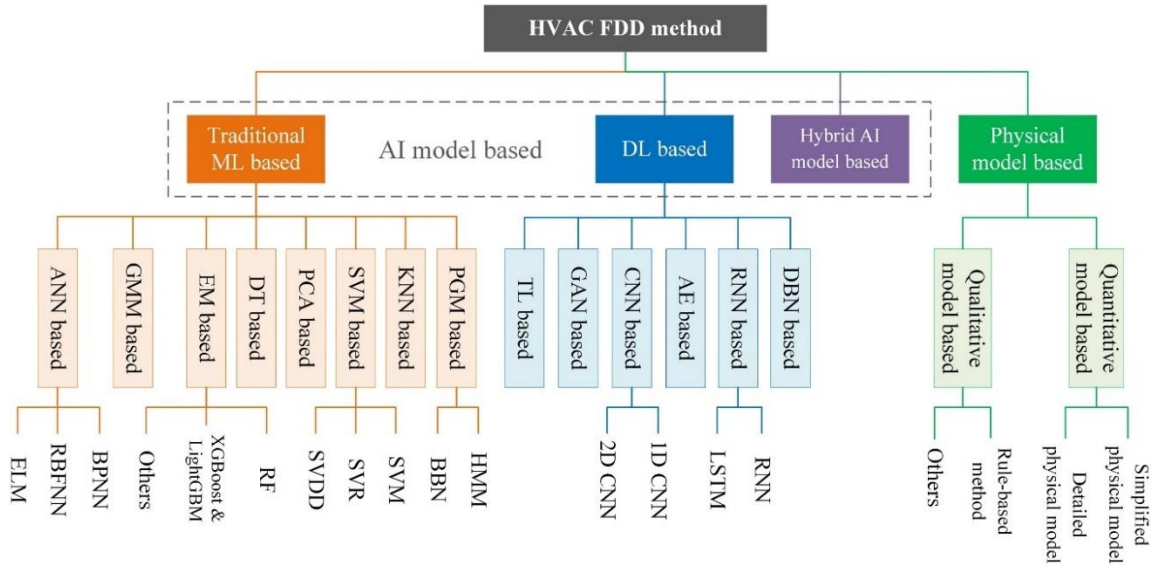 HVAC FDD method
Traditional
ML based
AI model based
DL based
Hybrid AI
model based
Physical
model based
ANN based
GMM based
EM based
DT based
PCA based
SVM based
KNN based
PGM based
TL based
GAN based
CNN based
AE based
RNN based
DBN based
Qualitative
model based
Quantitative
model based
ELM
RBFNN
BPNN
Others
XGBoost &
LightGBM
RF
SVDD
SVR
SVM
BBN
HMM
2D CNN
1D CNN
LSTM
RNN
Others
Rule-based
method
Detailed
physical model
Simplified
physical model